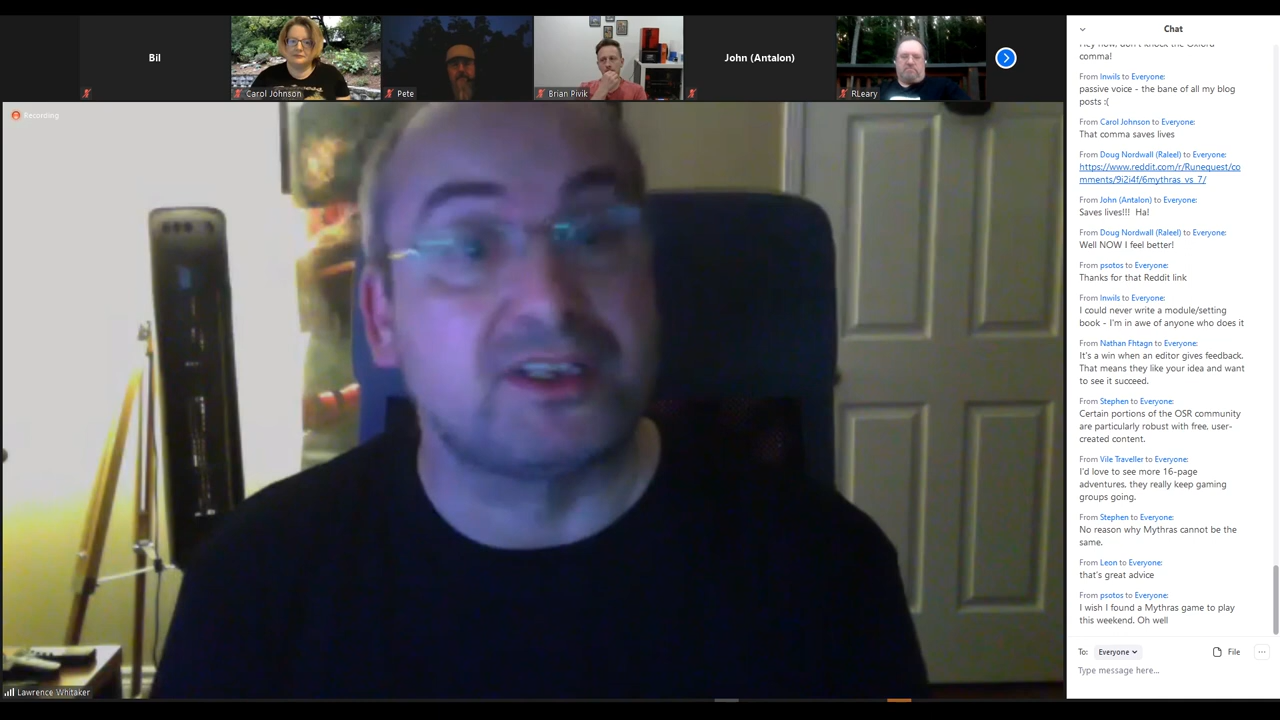 Bil
Carol Johnson
Pete
Brian Pivik
John (Antalon)
RLeary
Recording
Lawrence Whitaker
Chat
comma!
From lnwils to Everyone:
passive voice - the bane of all my blog
posts :(
From Carol Johnson to Everyone:
That comma saves lives
From Doug Nordwall (Raleel) to Everyone:
https://www.reddit.com/r/Runequest/co
mments/9i2i4f/6mythras_vs_7/
From John (Antalon) to Everyone:
Saves lives!!! Ha!
From Doug Nordwall (Raleel) to Everyone:
Well NOW I feel better!
From psotos to Everyone:
Thanks for that Reddit link
From lnwils to Everyone:
I could never write a module/setting
book - I'm in awe of anyone who does it
From Nathan Fhtagn to Everyone:
It's a win when an editor gives feedback.
That means they like your idea and want
to see it succeed.
From Stephen to Everyone:
Certain portions of the OSR community
are particularly robust with free, user-
created content.
From Vile Traveller to Everyone:
I'd love to see more 16-page
adventures, they really keep gaming
groups going.
From Stephen to Everyone:
No reason why Mythras cannot be the
same.
From Leon to Everyone:
that's great advice
From psotos to Everyone:
I wish I found a Mythras game to play
this weekend. Oh well
To: Everyone File ...
Type message here...